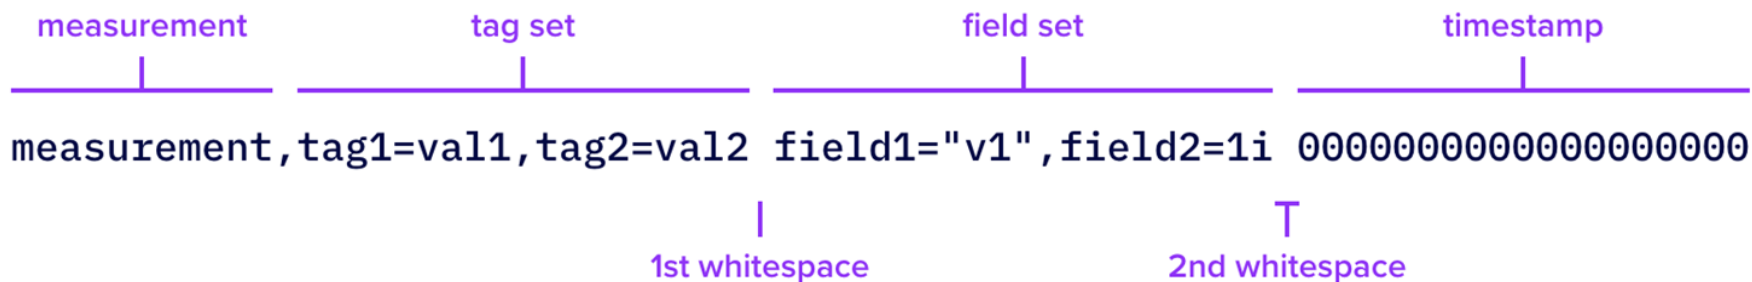 measurement tag set field set timestamp
measurement,tag1=val1,tag2=val2 field1="v1",field2=1i 0000000000000000000
1st whitespace 2nd whitespace